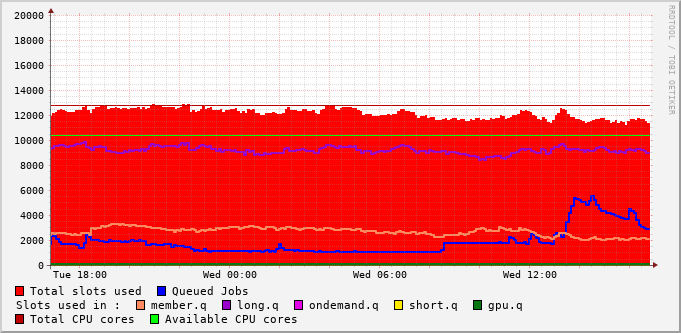 20000
18000
16000
14000
12000
10000
8000
6000
4000
2000
0
Tue 18:00 Wed 00:00 Wed 06:00 Wed 12:00
RRDTOOL / TOBI OETIKER
Total slots used Queued Jobs
Slots used in : member.q long.q ondemand.q short.q gpu.q
Total CPU cores Available CPU cores